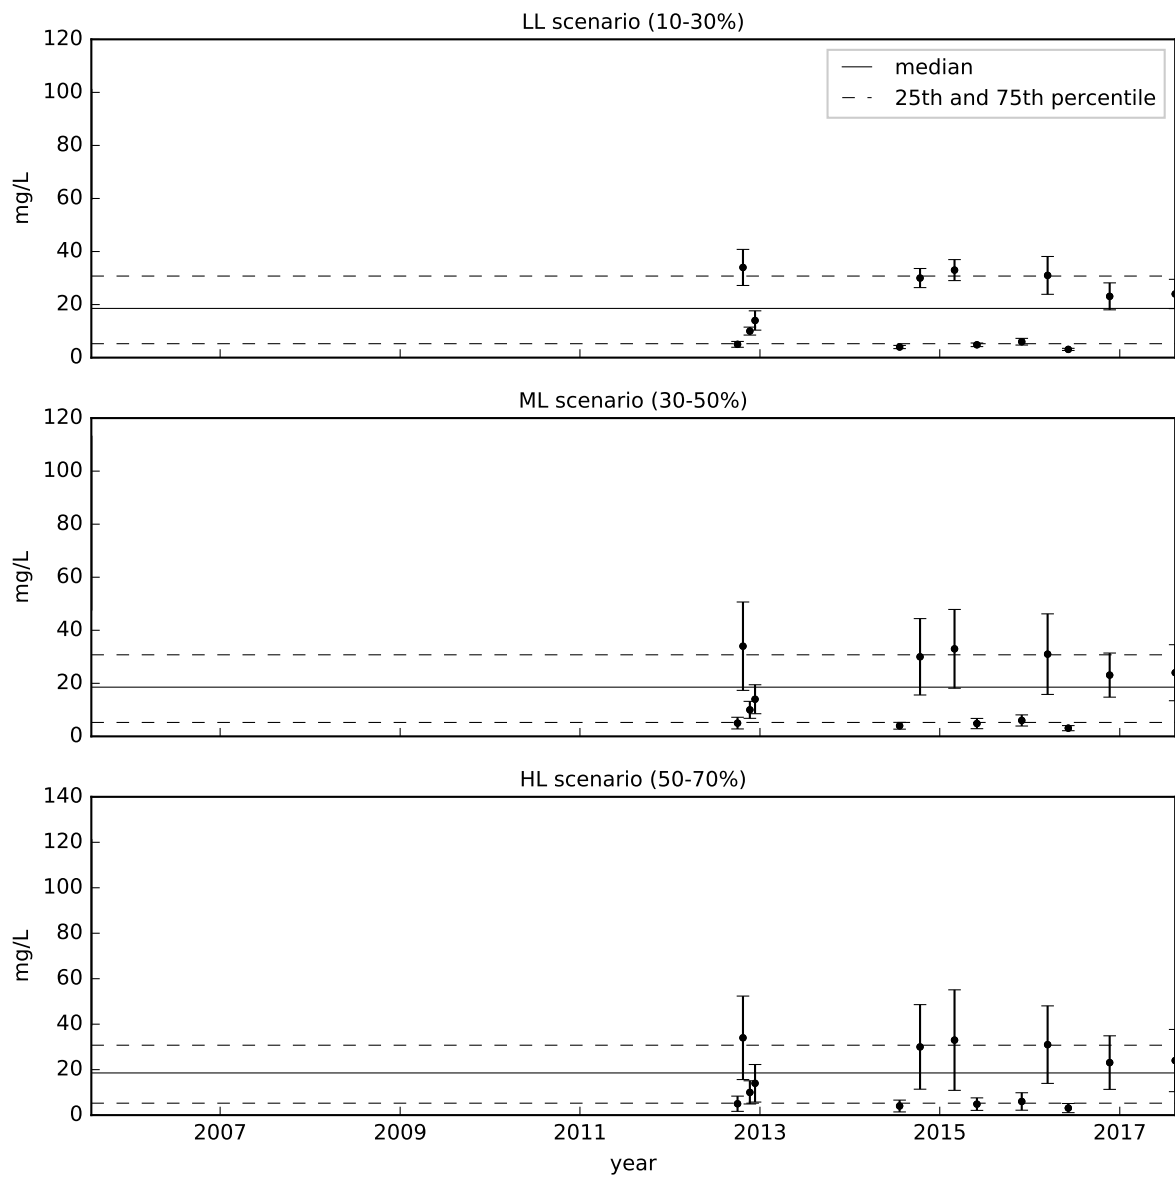 LL scenario (10-30%)
120
100
80
60
40
20
0
mg/L
median
25th and 75th percentile
ML scenario (30-50%)
120
100
80
60
40
20
0
mg/L
HL scenario (50-70%)
140
120
100
80
60
40
20
0
mg/L
2007 2009 2011 2013 2015 2017
year